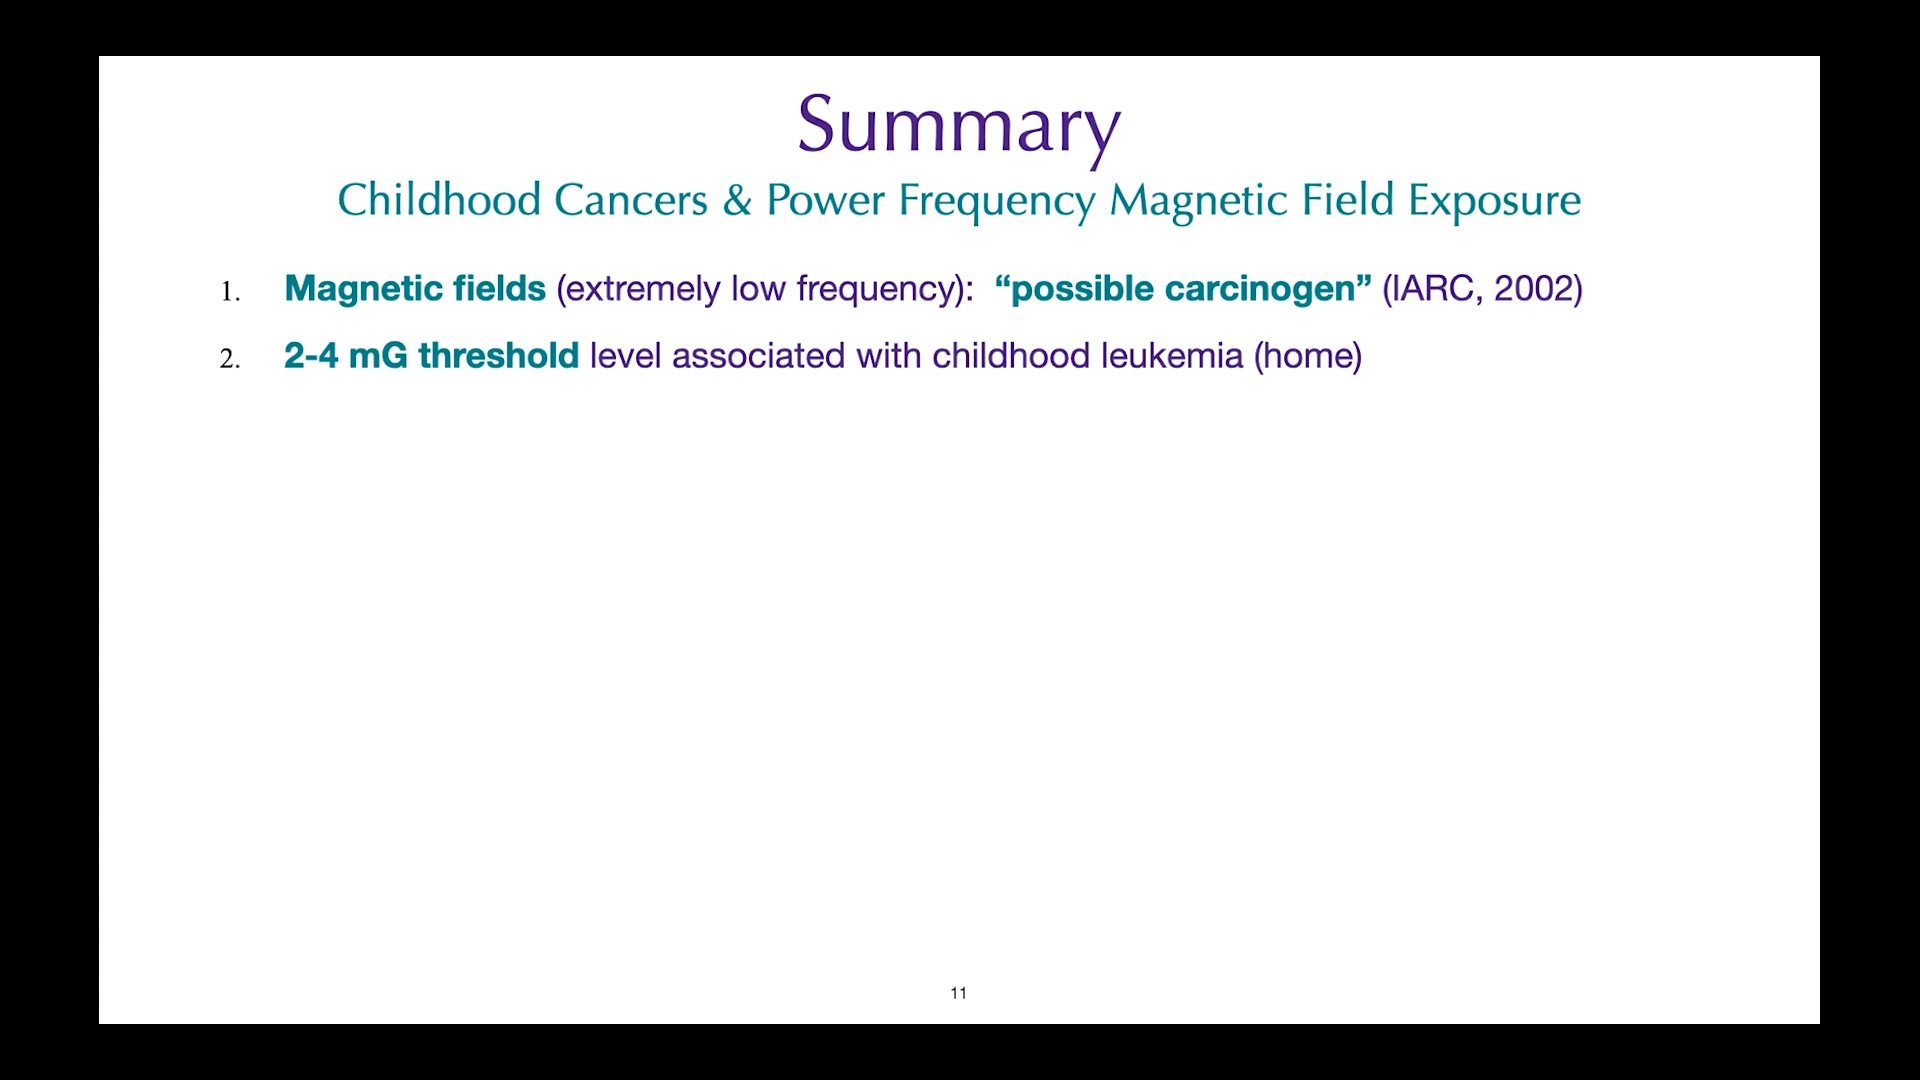 Summary
Childhood Cancers & Power Frequency Magnetic Field Exposure
1. Magnetic fields (extremely low frequency): “possible carcinogen” (IARC, 2002)
2. 2-4 mG threshold level associated with childhood leukemia (home)
11